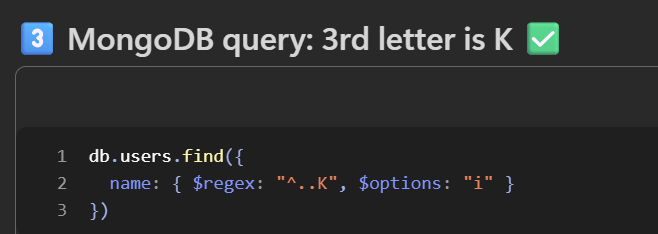 3 MongoDB query: 3rd letter is K ✅
1 db.users.find({
2   name: { $regex: "^..K", $options: "i" }
3 })